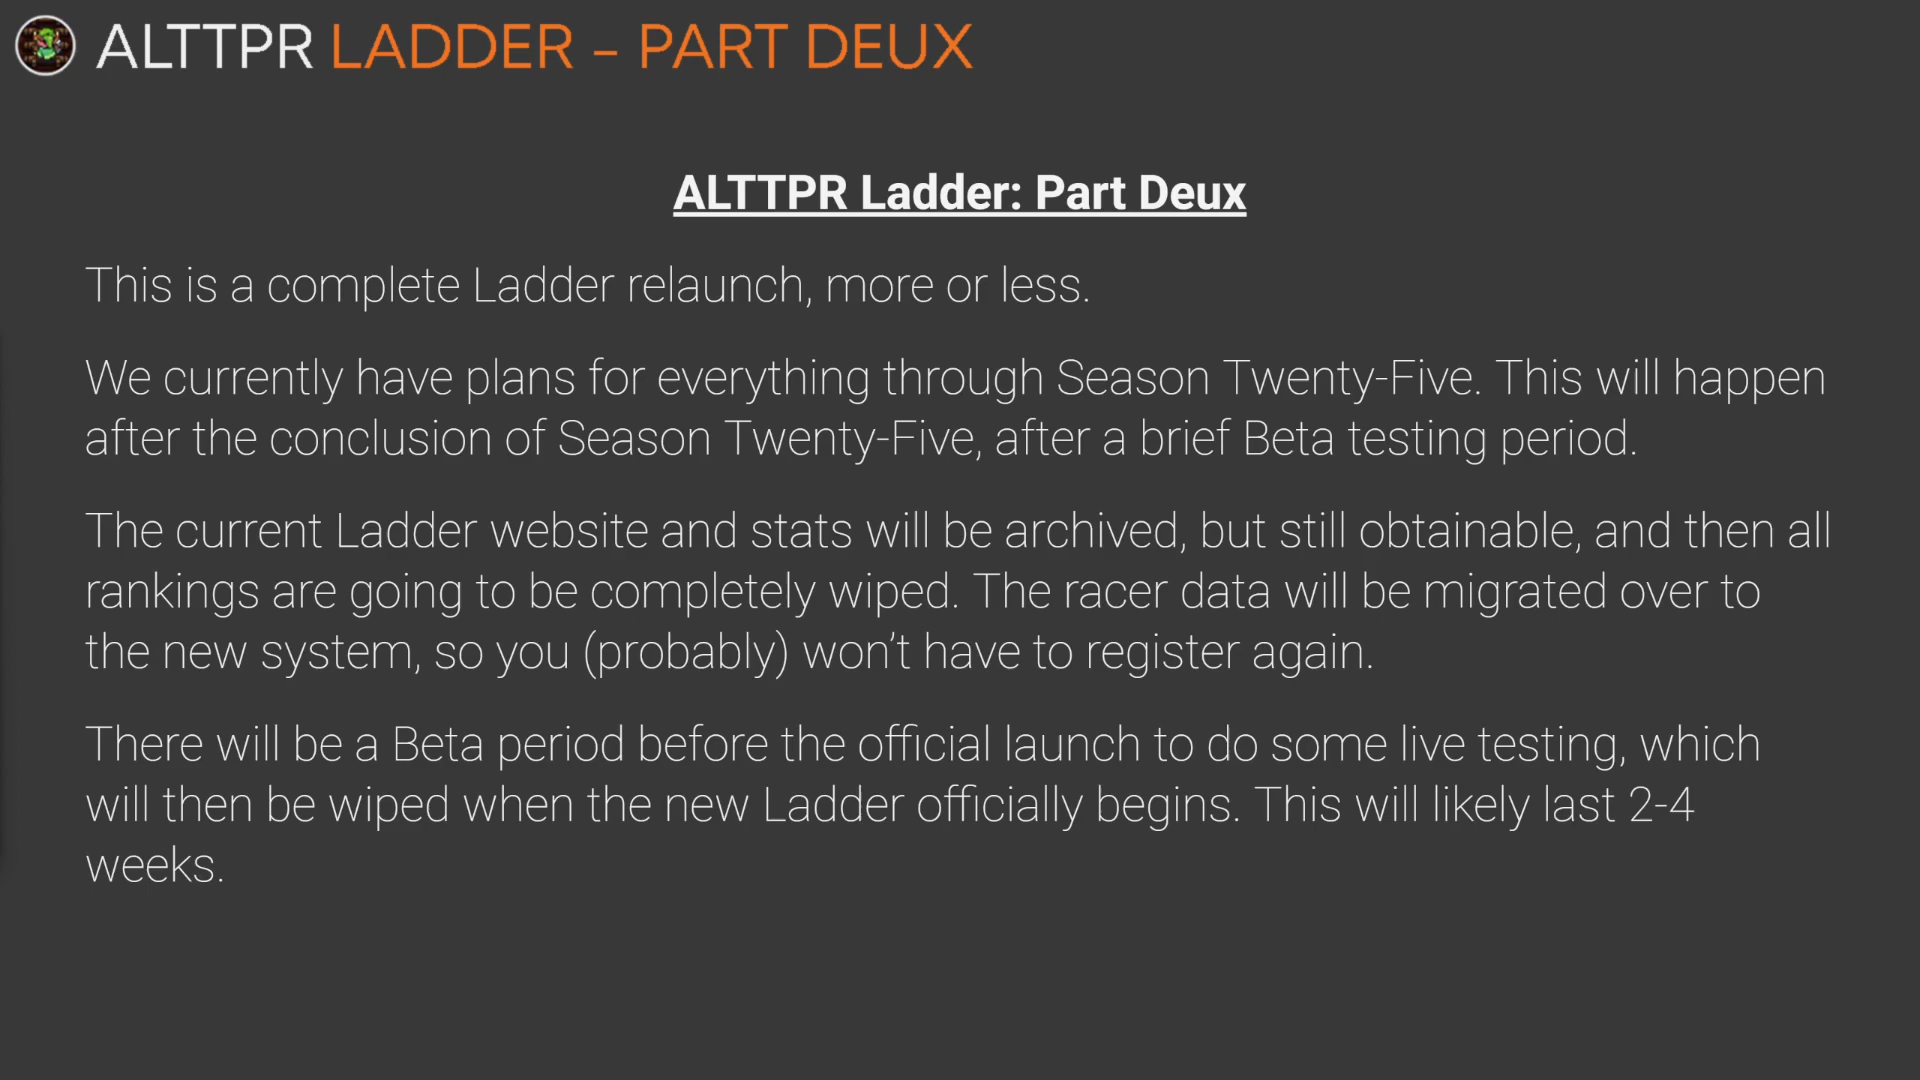 ALTTPR LADDER – PART DEUX
ALTTPR Ladder: Part Deux
This is a complete Ladder relaunch, more or less.
We currently have plans for everything through Season Twenty-Five. This will happen
after the conclusion of Season Twenty-Five, after a brief Beta testing period.
The current Ladder website and stats will be archived, but still obtainable, and then all
rankings are going to be completely wiped. The racer data will be migrated over to
the new system, so you (probably) won’t have to register again.
There will be a Beta period before the official launch to do some live testing, which
will then be wiped when the new Ladder officially begins. This will likely last 2-4
weeks.